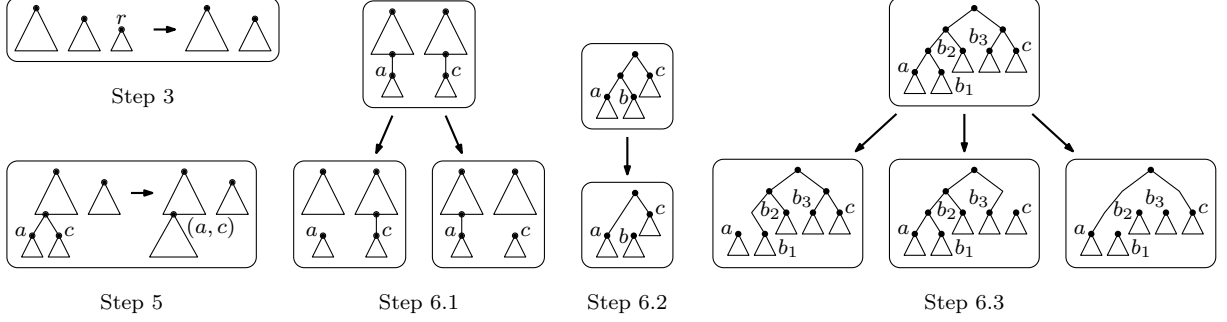 r
Step 3
a
c
(a, c)
Step 5
a
c
a
c
a
c
Step 6.1
a
b
c
a
b
c
Step 6.2
a
b₁
b₂
b₃
c
a
b₁
b₂
b₃
c
a
b₁
b₂
b₃
c
a
b₁
b₂
b₃
c
Step 6.3